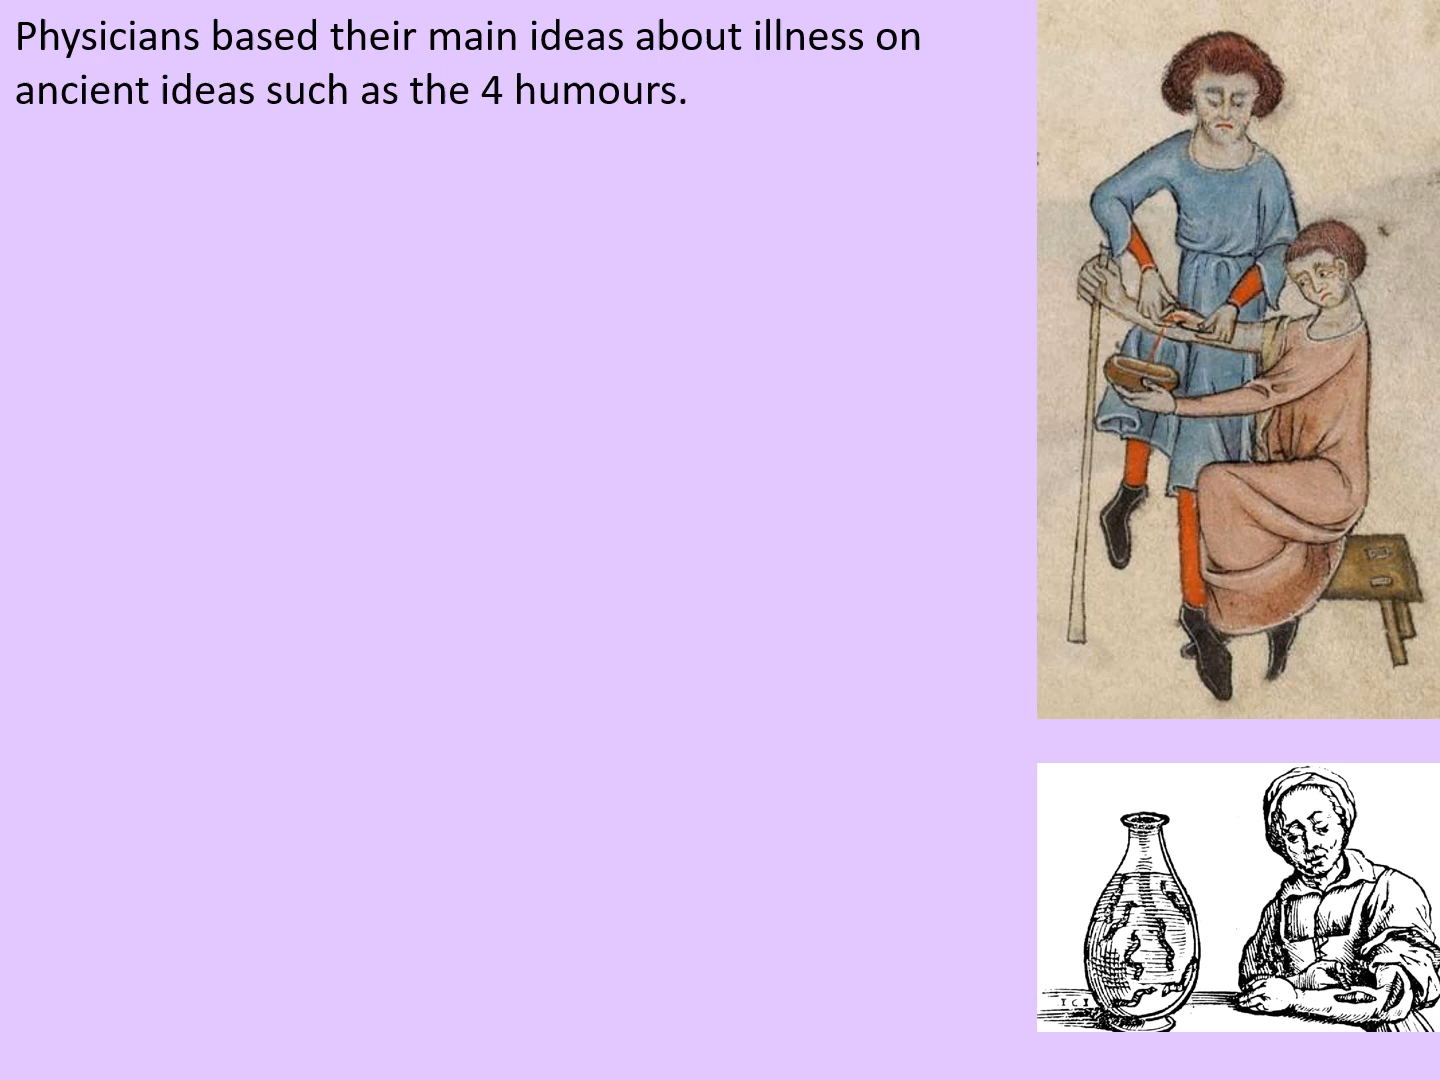 Physicians based their main ideas about illness on
ancient ideas such as the 4 humours.